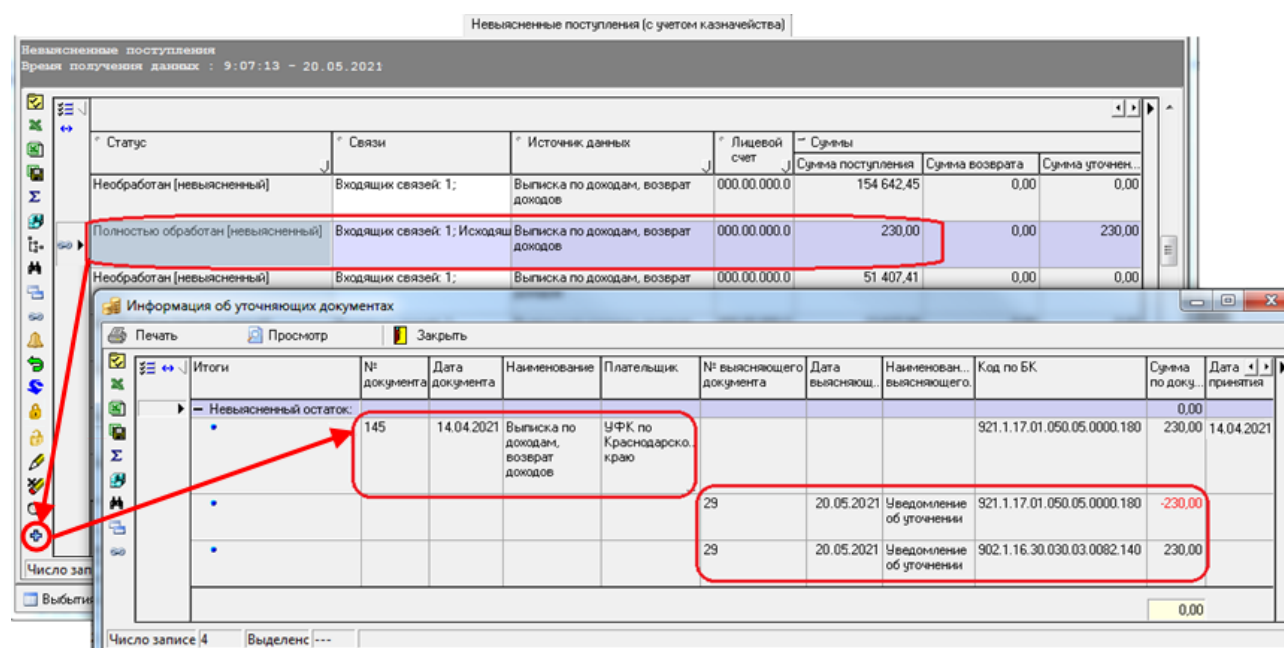 Невыясненные поступления (с учетом казначейства)
Невыясненные поступления
Время получения данных : 9:07:13 - 20.05.2021
Статус Связи Источник данных Лицевой счет Суммы
Сумма поступления Сумма возврата Сумма уточнен...
Необработан [невыясненный] Входящих связей: 1; Выписка по доходам, возврат 000.00.000.0 154 642,45 0,00 0,00
доходов
Полностью обработан [невыясненный] Входящих связей: 1; Исходящ Выписка по доходам, возврат 000.00.000.0 230,00 0,00 230,00
доходов
Необработан [невыясненный] Входящих связей: 1; Выписка по доходам, возврат 000.00.000.0 51 407,41 0,00 0,00
Информация об уточняющих документах
Печать Просмотр Закрыть
Итоги № Дата Наименование Плательщик № выясняющего Дата Наименован... Код по БК Сумма Дата
документа документа документа выясняющ... выясняющего. по доку... принятия
– Невыясненный остаток: 0,00
145 14.04.2021 Выписка по УФК по 921.1.17.01.050.05.0000.180 230,00 14.04.2021
доходам, Краснодарско...
возврат краю
доходов
29 20.05.2021 Уведомление 921.1.17.01.050.05.0000.180 -230,00
об уточнении
29 20.05.2021 Уведомление 902.1.16.30.030.03.0082.140 230,00
об уточнении
0,00
Число зап
Выбыти
Число записе 4 Выделенс ---